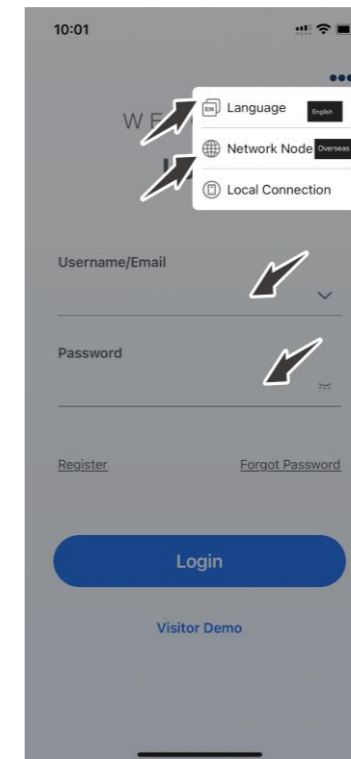 10:01
Language English
Network Node Overseas
Local Connection
Username/Email
Password
Register Forgot Password
Login
Visitor Demo